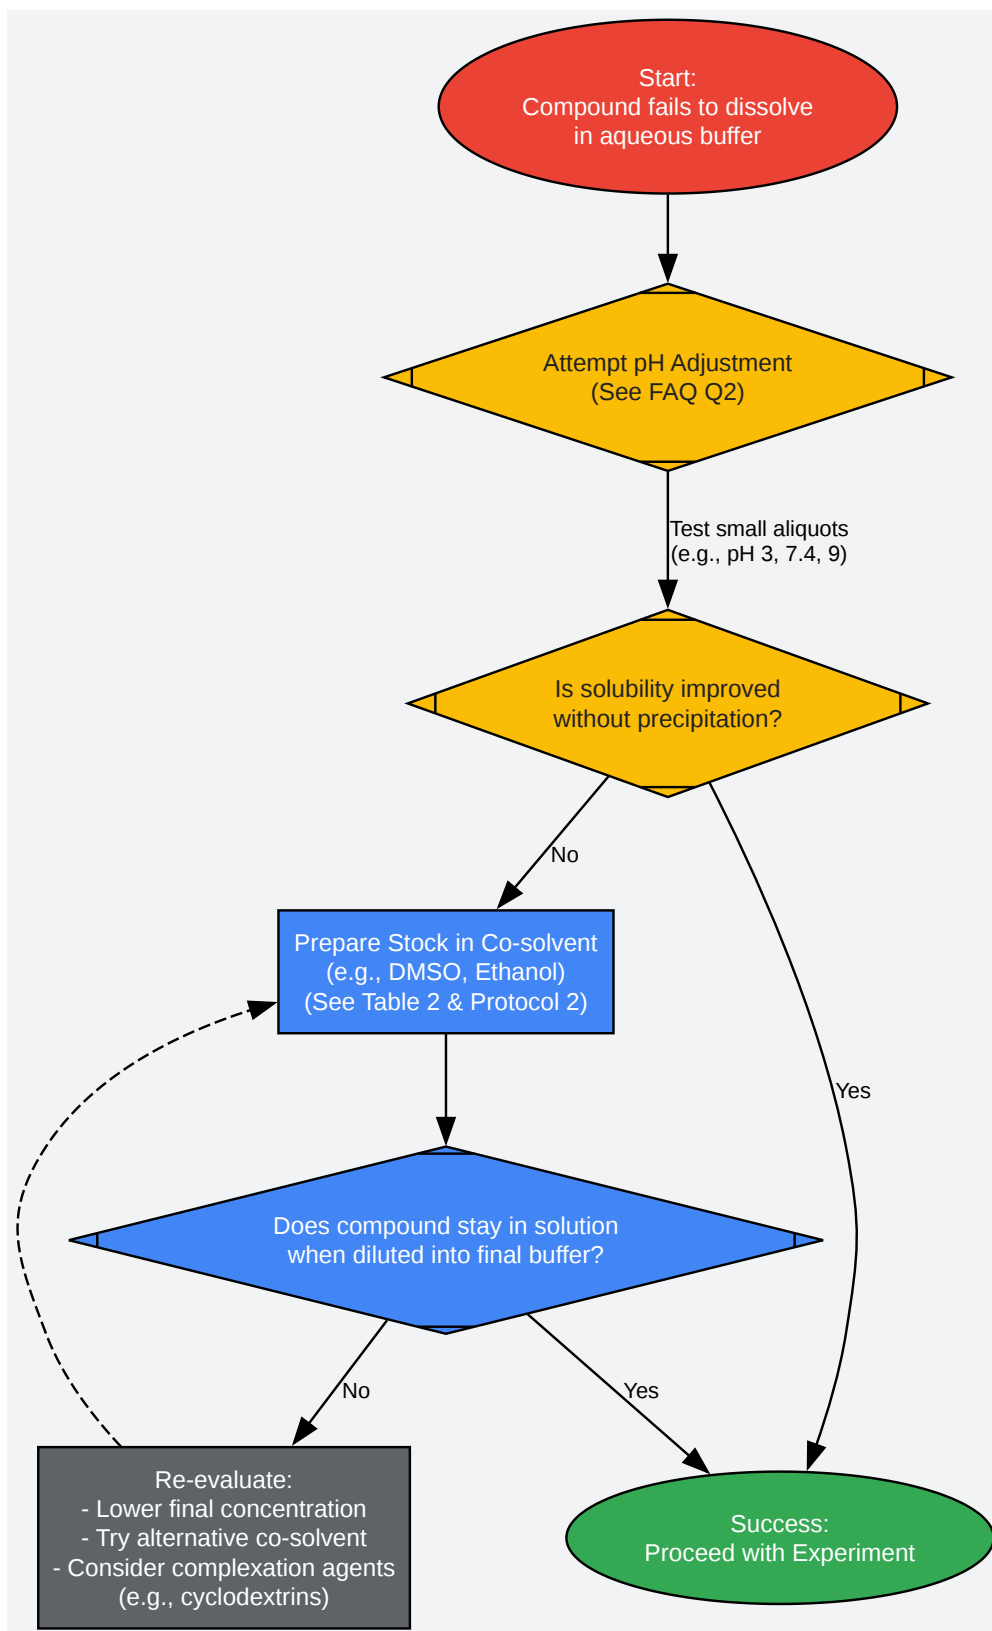 Start:
Compound fails to dissolve
in aqueous buffer
Attempt pH Adjustment
(See FAQ Q2)
Test small aliquots
(e.g., pH 3, 7.4, 9)
Is solubility improved
without precipitation?
No
Prepare Stock in Co-solvent
(e.g., DMSO, Ethanol)
(See Table 2 & Protocol 2)
Yes
Does compound stay in solution
when diluted into final buffer?
No
Yes
Re-evaluate:
- Lower final concentration
- Try alternative co-solvent
- Consider complexation agents
(e.g., cyclodextrins)
Success:
Proceed with Experiment